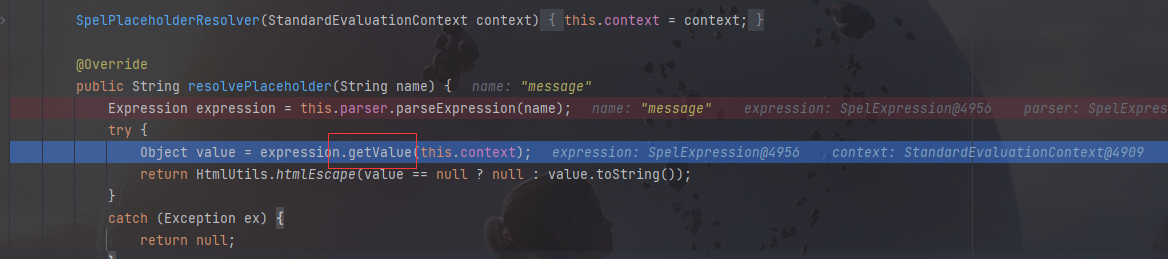 SpelPlaceholderResolver(StandardEvaluationContext context) { this.context = context; }
@Override
public String resolvePlaceholder(String name) { name: "message"
Expression expression = this.parser.parseExpression(name); name: "message" expression: SpelExpression@4956 parser: SpelExpres
try {
Object value = expression.getValue(this.context); expression: SpelExpression@4956 context: StandardEvaluationContext@4909
return HtmlUtils.htmlEscape(value == null ? null : value.toString());
}
catch (Exception ex) {
return null;
}